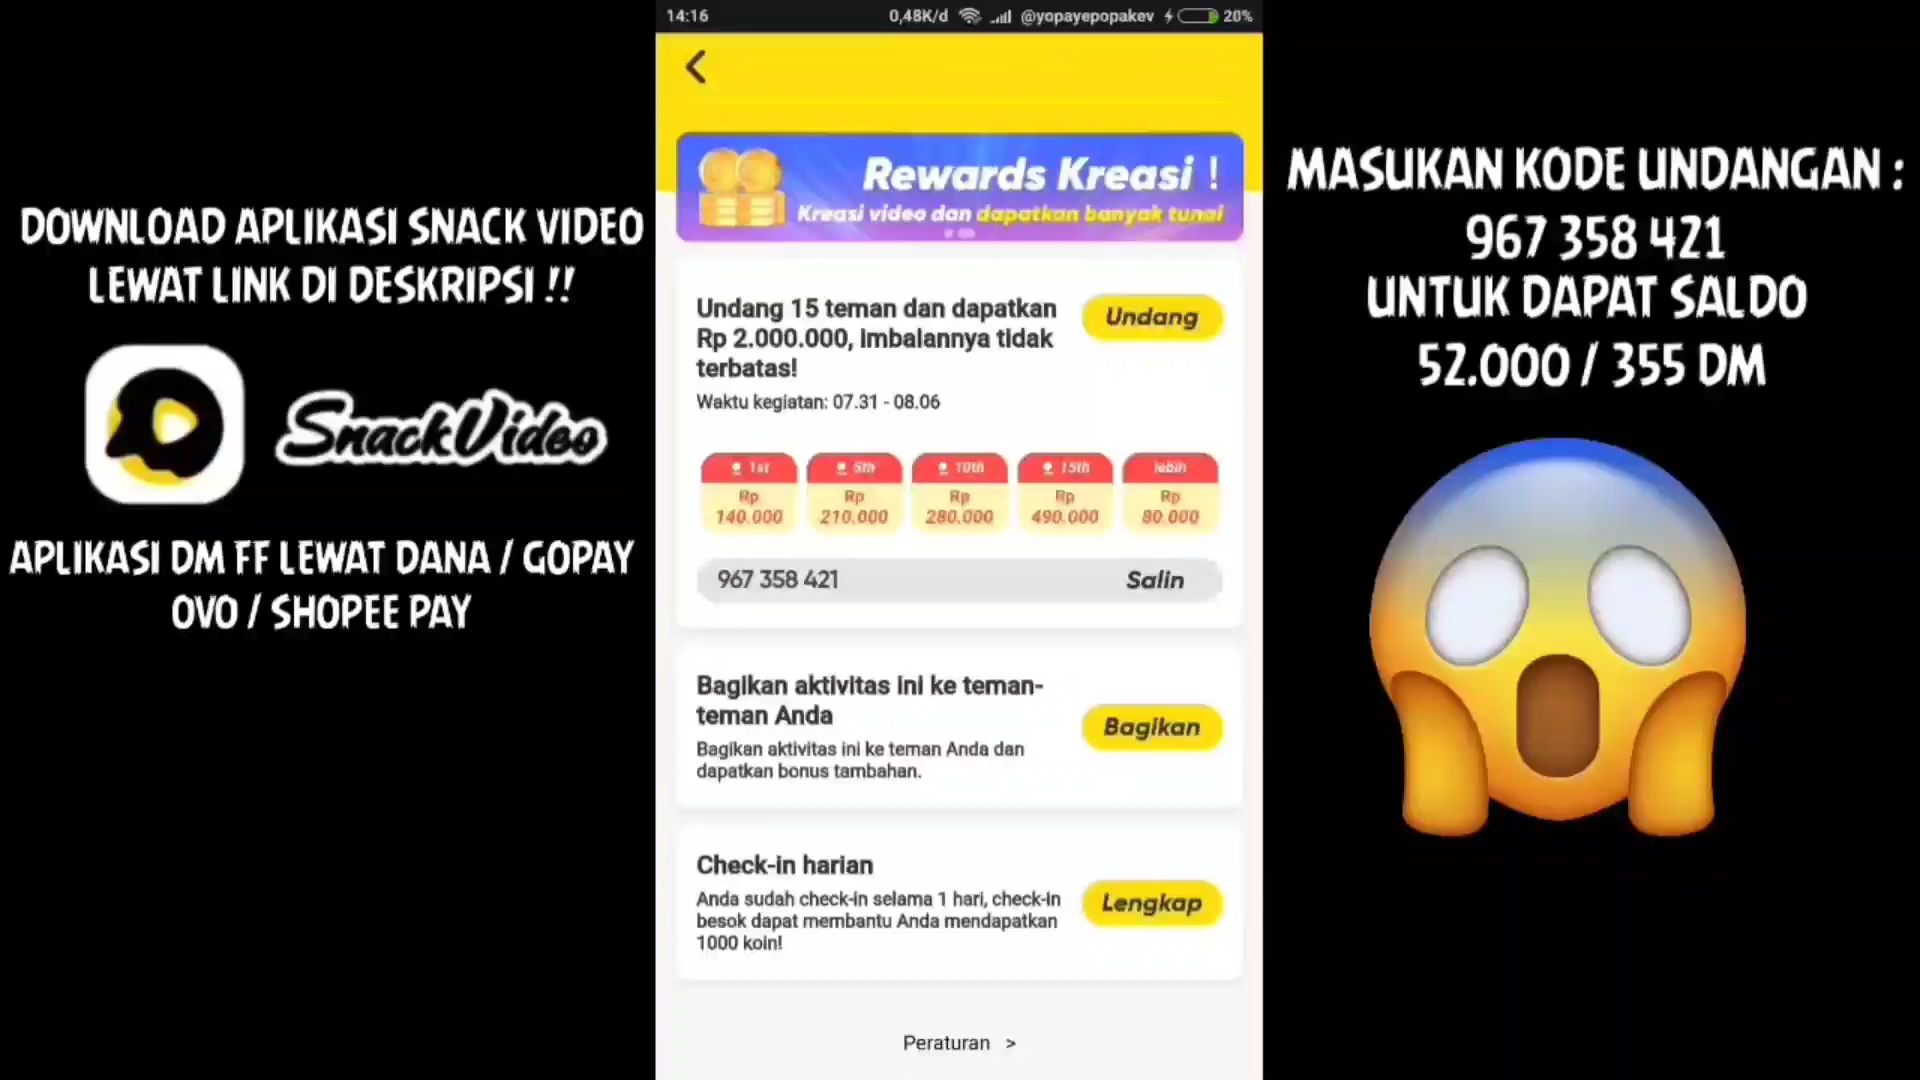 14:16
0,48K/d
@yopayepopakev
20%
DOWNLOAD APLIKASI SNACK VIDEO
LEWAT LINK DI DESKRIPSI !!
SnackVideo
APLIKASI DM FF LEWAT DANA / GOPAY
OVO / SHOPEE PAY
Rewards Kreasi !
Kreasi video dan dapatkan banyak tunai
Undang 15 teman dan dapatkan
Rp 2.000.000, Imbalannya tidak
terbatas!
Undang
Waktu kegiatan: 07.31 - 08.06
1st
Rp
140.000
5th
Rp
210.000
10th
Rp
280.000
15th
Rp
490.000
lebih
Rp
80.000
967 358 421
Salin
Bagikan aktivitas ini ke teman-
teman Anda
Bagikan aktivitas ini ke teman Anda dan
dapatkan bonus tambahan.
Bagikan
Check-in harian
Anda sudah check-in selama 1 hari, check-in
besok dapat membantu Anda mendapatkan
1000 koin!
Lengkap
Peraturan >
MASUKAN KODE UNDANGAN :
967 358 421
UNTUK DAPAT SALDO
52.000 / 355 DM